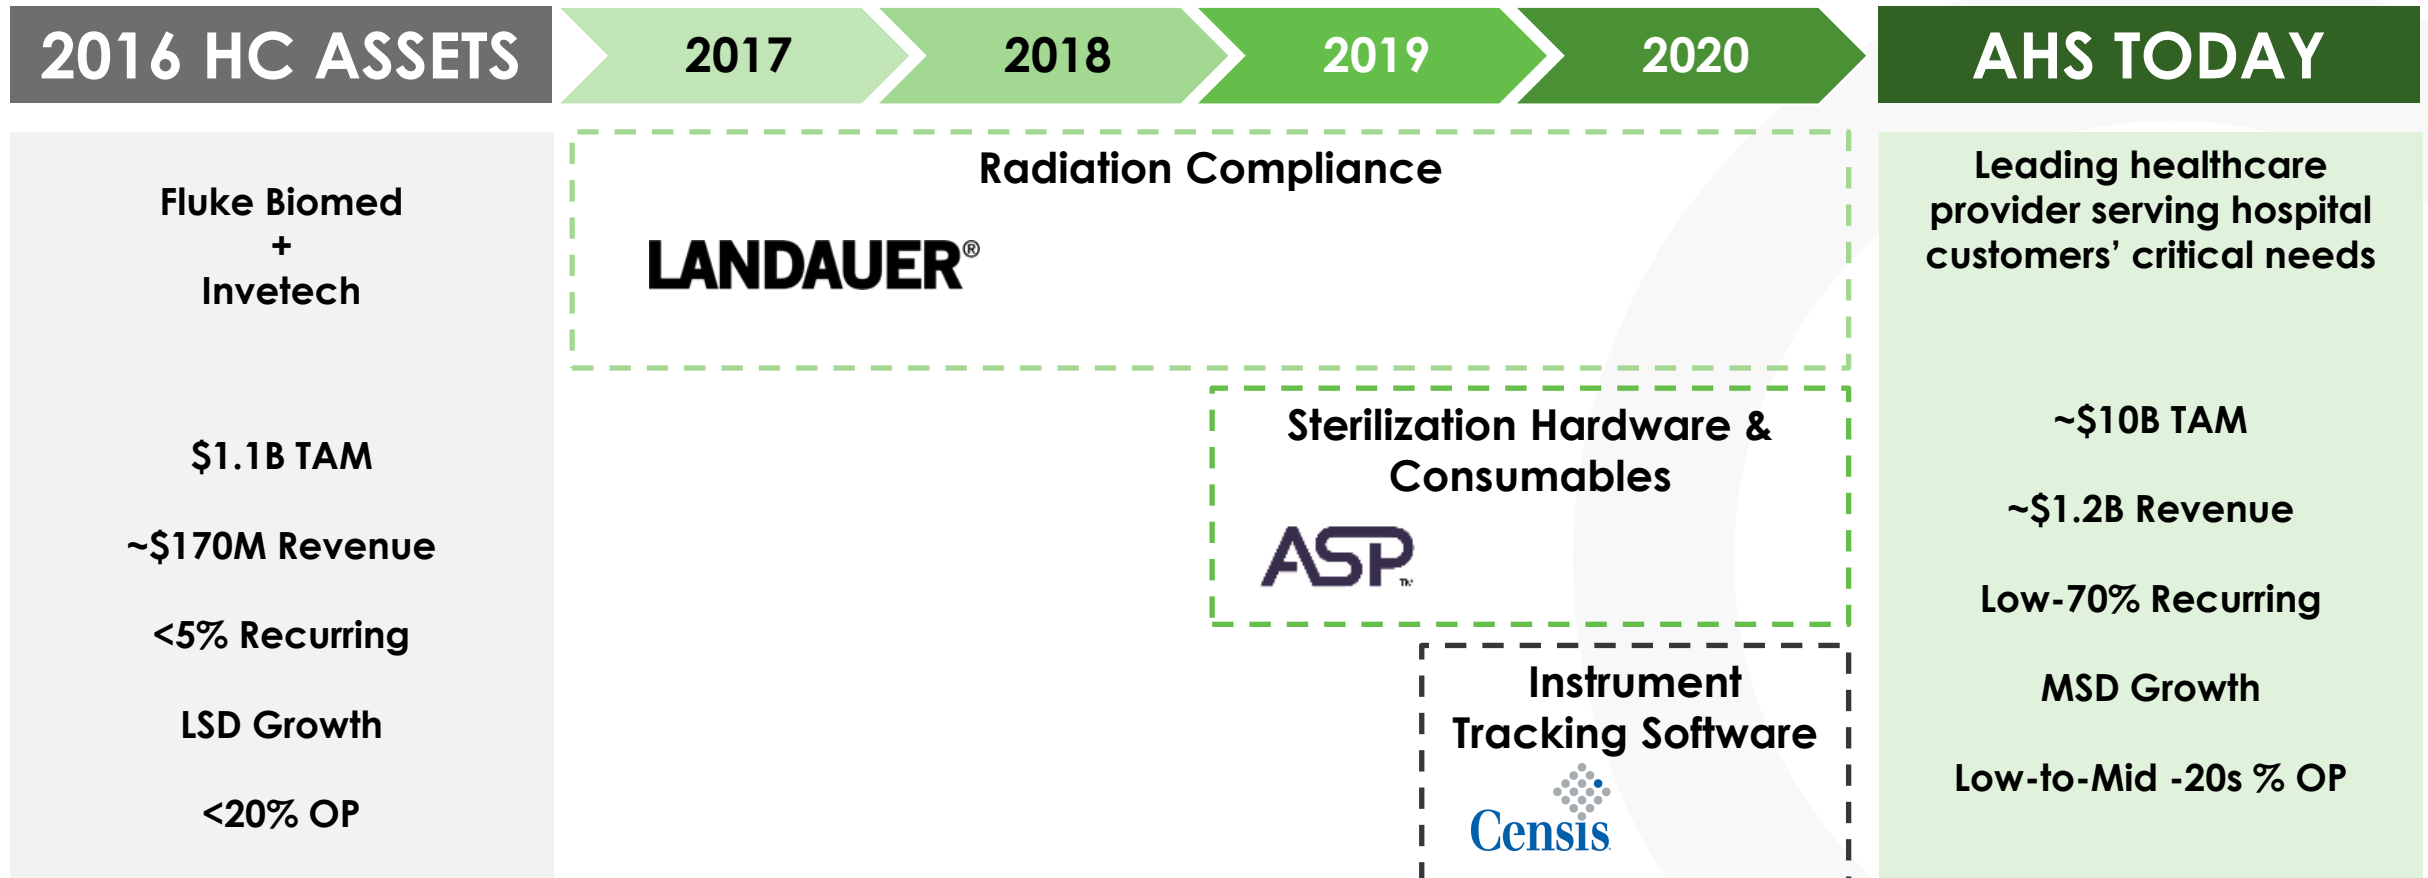 2016 HC ASSETS
2017
2018
2019
2020
AHS TODAY
Fluke Biomed
+
Invetech
$1.1B TAM
~$170M Revenue
<5% Recurring
LSD Growth
<20% OP
Radiation Compliance
LANDAUER®
Sterilization Hardware &
Consumables
ASP™
Instrument
Tracking Software
Censis
Leading healthcare
provider serving hospital
customers’ critical needs
~$10B TAM
~$1.2B Revenue
Low-70% Recurring
MSD Growth
Low-to-Mid -20s % OP